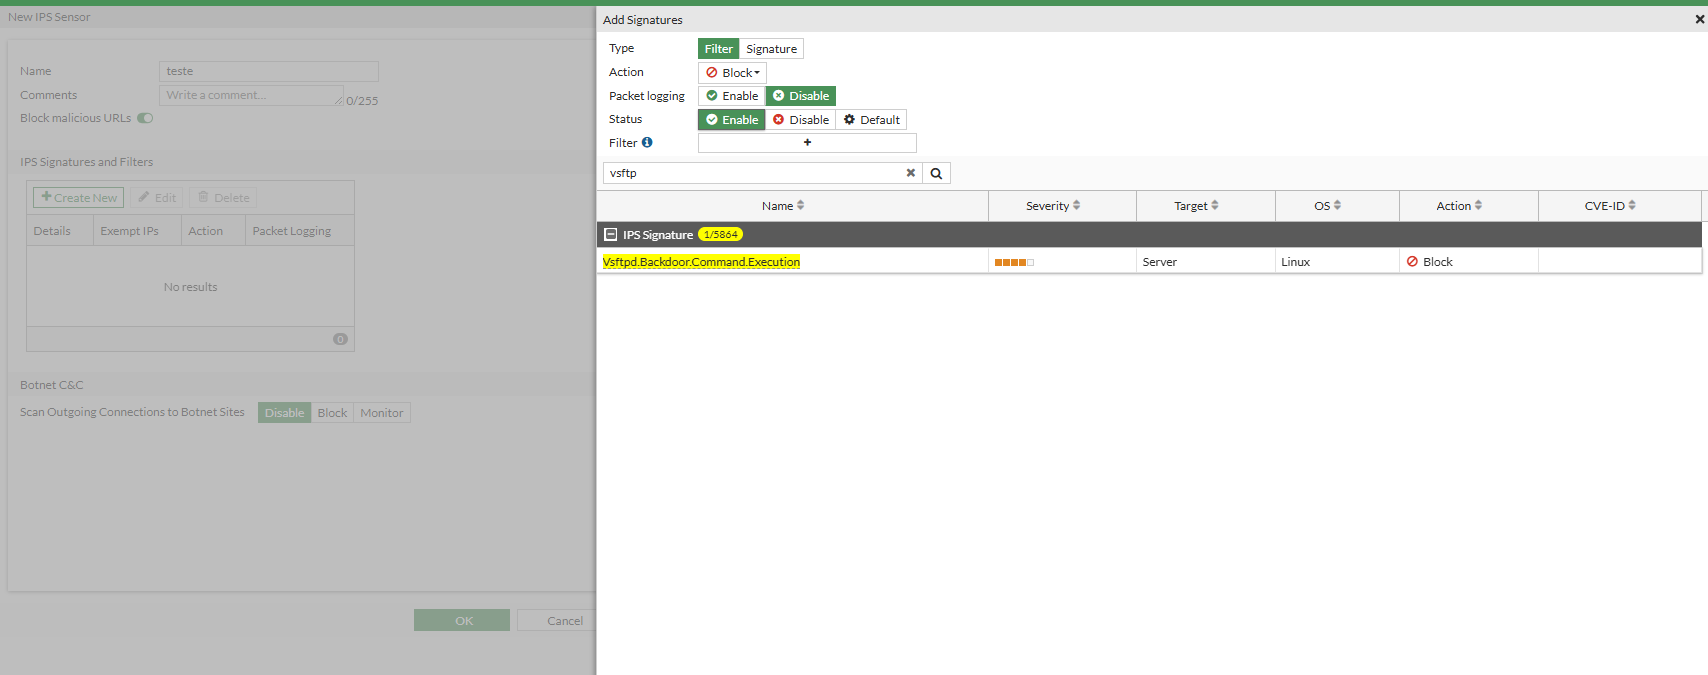 New IPS Sensor
Name teste
Comments Write a comment... 0/255
Block malicious URLs
IPS Signatures and Filters
Create New Edit Delete
Details Exempt IPs Action Packet Logging
No results
0
Botnet C&C
Scan Outgoing Connections to Botnet Sites Disable Block Monitor
OK Cancel
Add Signatures
Type Filter Signature
Action Block
Packet logging Enable Disable
Status Enable Disable Default
Filter
vsftp
Name Severity Target OS Action CVE-ID
IPS Signature 1/5864
Vsftpd.Backdoor.Command.Execution Server Linux Block